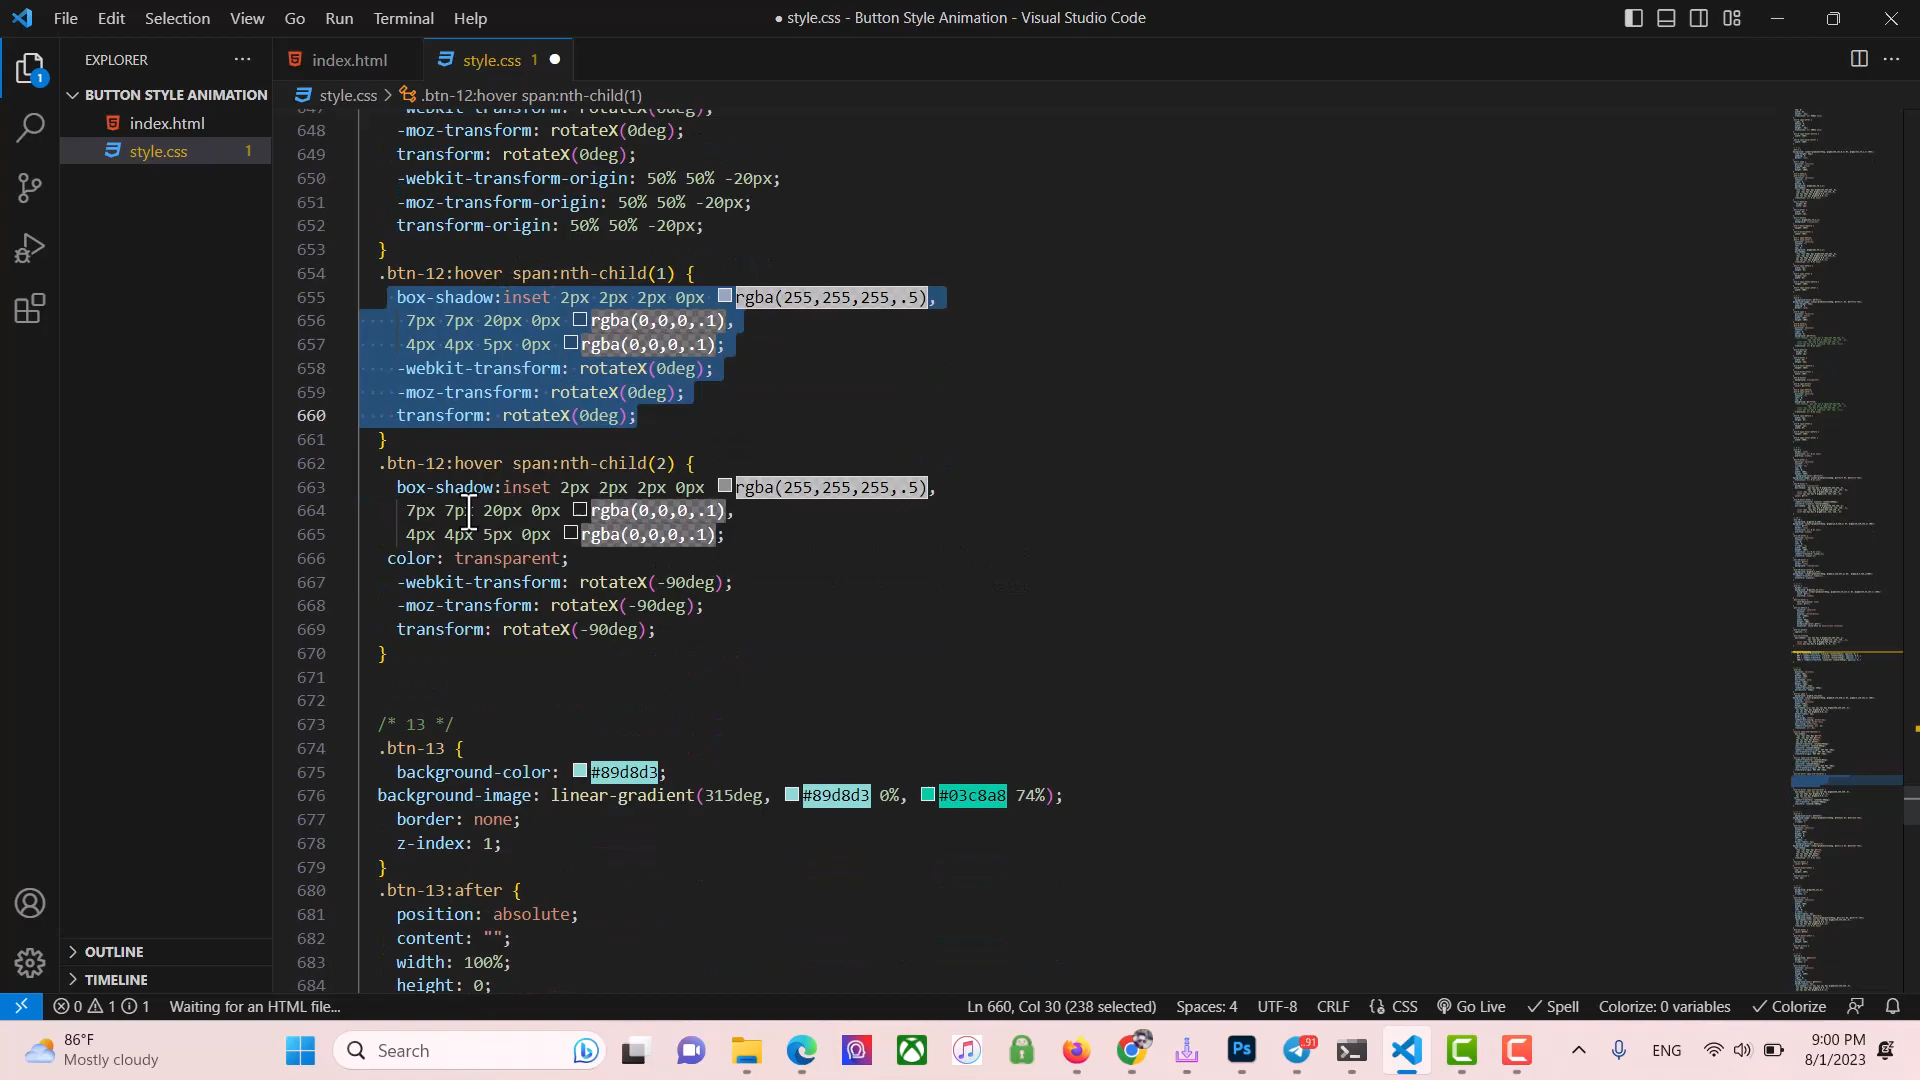 File Edit Selection View Go Run Terminal Help
● style.css - Button Style Animation - Visual Studio Code
EXPLORER
index.html
style.css 1
BUTTON STYLE ANIMATION
style.css > .btn-12:hover span:nth-child(1)
index.html
style.css 1
648 -moz-transform: rotateX(0deg);
649 transform: rotateX(0deg);
650 -webkit-transform-origin: 50% 50% -20px;
651 -moz-transform-origin: 50% 50% -20px;
652 transform-origin: 50% 50% -20px;
653 }
654 .btn-12:hover span:nth-child(1) {
655 box-shadow:inset 2px 2px 2px 0px rgba(255,255,255,.5),
656 7px 7px 20px 0px rgba(0,0,0,.1),
657 4px 4px 5px 0px rgba(0,0,0,.1);
658 -webkit-transform: rotateX(0deg);
659 -moz-transform: rotateX(0deg);
660 transform: rotateX(0deg);
661 }
662 .btn-12:hover span:nth-child(2) {
663 box-shadow:inset 2px 2px 2px 0px rgba(255,255,255,.5),
664 7px 7px 20px 0px rgba(0,0,0,.1),
665 4px 4px 5px 0px rgba(0,0,0,.1);
666 color: transparent;
667 -webkit-transform: rotateX(-90deg);
668 -moz-transform: rotateX(-90deg);
669 transform: rotateX(-90deg);
670 }
671
672
673 /* 13 */
674 .btn-13 {
675 background-color: #89d8d3;
676 background-image: linear-gradient(315deg, #89d8d3 0%, #03c8a8 74%);
677 border: none;
678 z-index: 1;
679 }
680 .btn-13:after {
681 position: absolute;
682 content: "";
683 width: 100%;
684 height: 0;
OUTLINE
TIMELINE
0 1 1 Waiting for an HTML file...
Ln 660, Col 30 (238 selected) Spaces: 4 UTF-8 CRLF CSS Go Live Spell Colorize: 0 variables Colorize
86°F
Mostly cloudy
Search
91
ENG
9:00 PM
8/1/2023